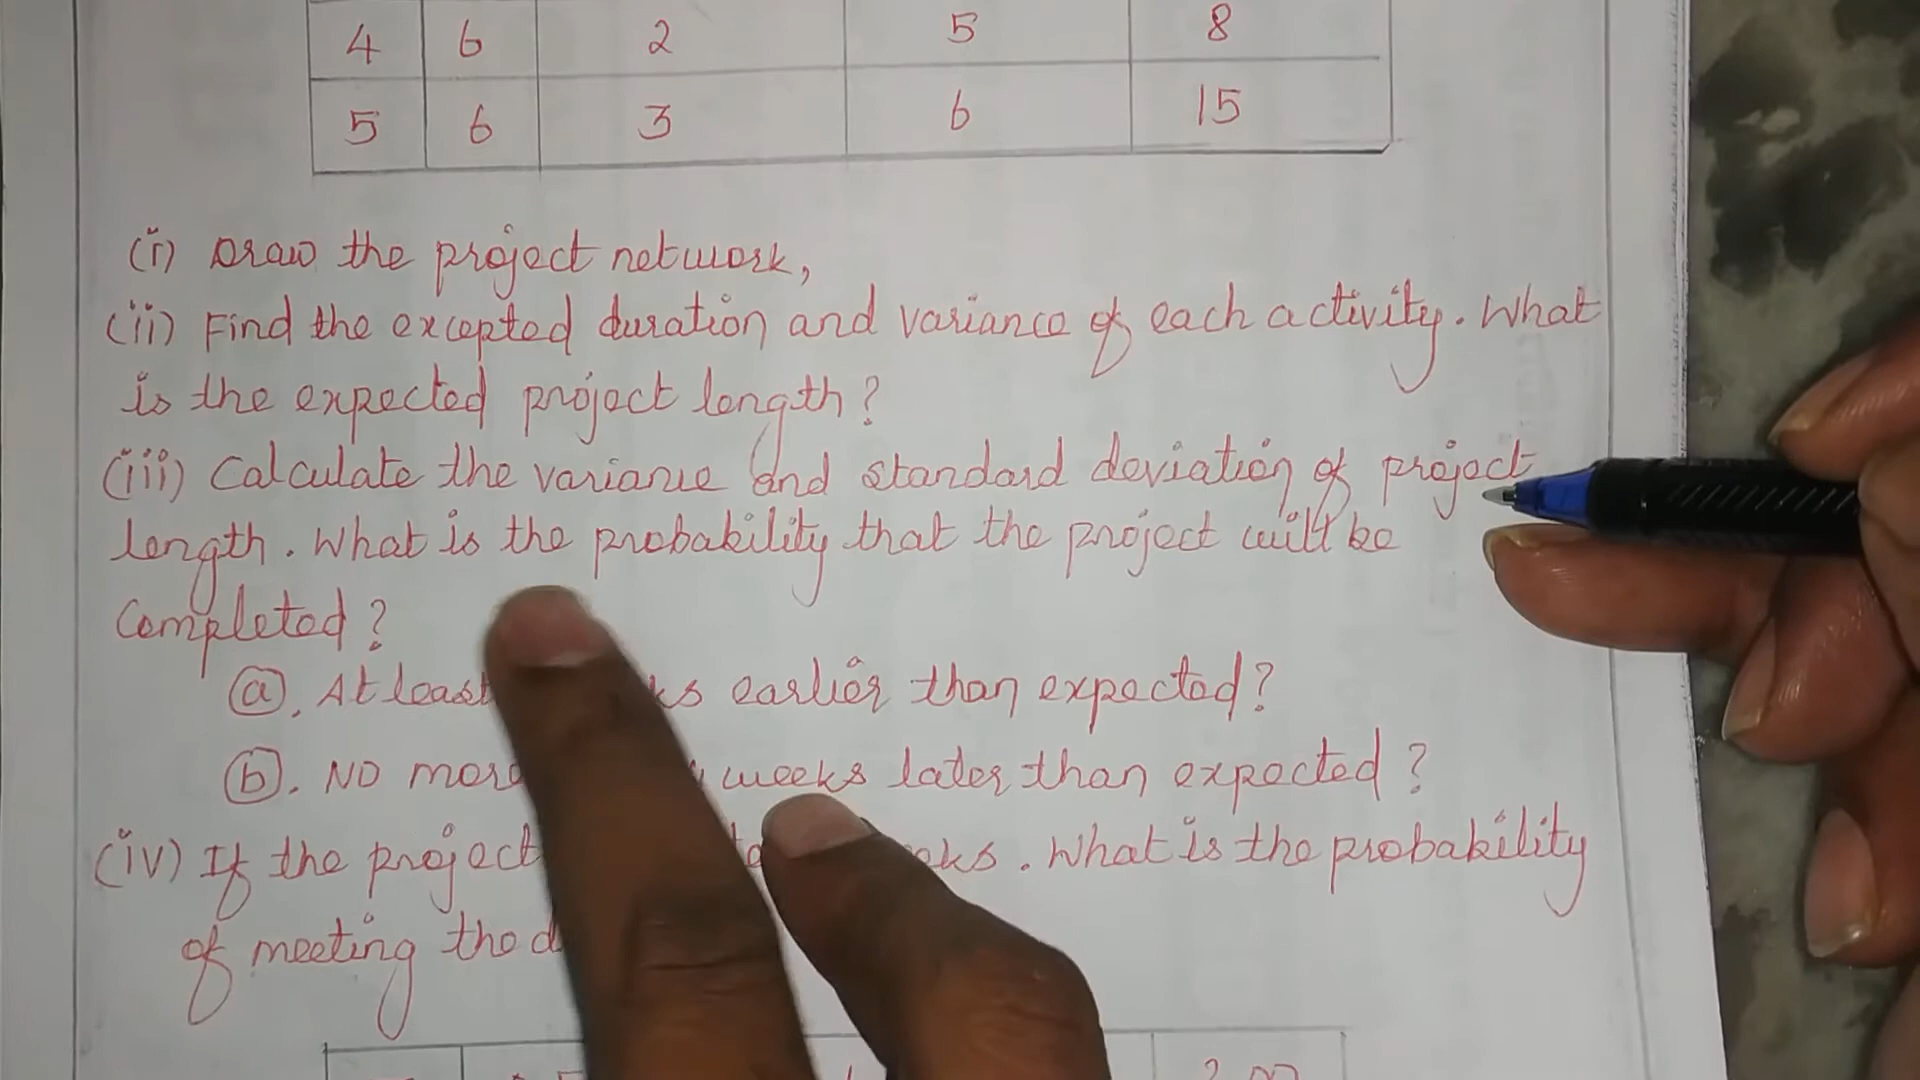 4 6 2 5 8
5 6 3 6 15
(i) Draw the project network,
(ii) Find the excepted duration and variance of each activity. What
is the expected project length?
(iii) Calculate the variance and standard deviation of project
length. What is the probability that the project will be
Completed?
(a). At least earlier than expected?
(b). No more weeks later than expected?
(iv) If the project . What is the probability
of meeting the